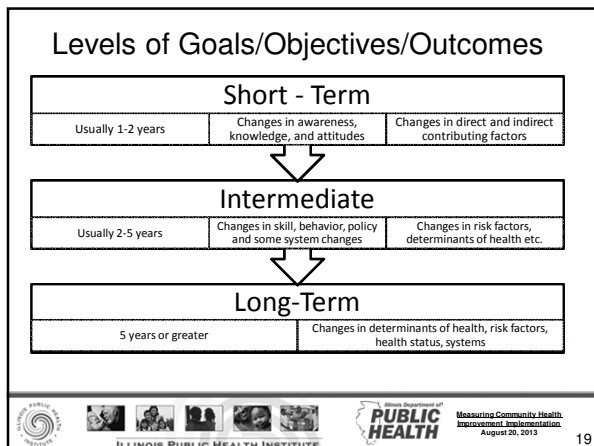 Levels of Goals/Objectives/Outcomes
Short - Term
Usually 1-2 years
Changes in awareness,
knowledge, and attitudes
Changes in direct and indirect
contributing factors
Intermediate
Usually 2-5 years
Changes in skill, behavior, policy
and some system changes
Changes in risk factors,
determinants of health etc.
Long-Term
5 years or greater
Changes in determinants of health, risk factors,
health status, systems
ILLINOIS PUBLIC HEALTH INSTITUTE
ILLINOIS PUBLIC HEALTH INSTITUTE
Illinois Department of
PUBLIC
HEALTH
Measuring Community Health
Improvement Implementation
August 20, 2013
19